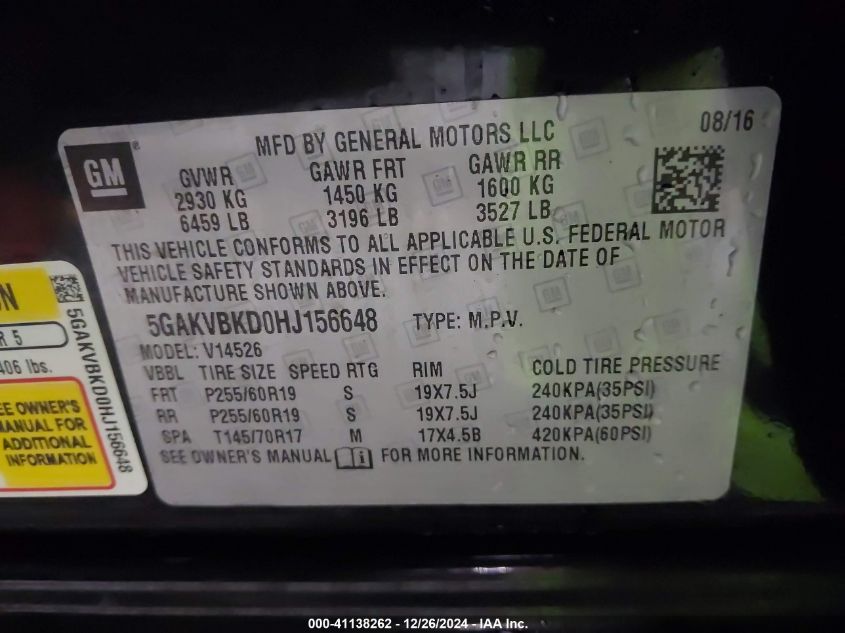 GM
MFD BY GENERAL MOTORS LLC
08/16
GVWR GAWR FRT GAWR RR
2930 KG 1450 KG 1600 KG
6459 LB 3196 LB 3527 LB
THIS VEHICLE CONFORMS TO ALL APPLICABLE U.S. FEDERAL MOTOR
VEHICLE SAFETY STANDARDS IN EFFECT ON THE DATE OF
MANUFACTURE SHOWN ABOVE.
5GAKVBKD0HJ156648 TYPE: M.P.V.
MODEL: V14526
VBBL TIRE SIZE SPEED RTG RIM COLD TIRE PRESSURE
FRT P255/60R19 S 19X7.5J 240KPA(35PSI)
RR P255/60R19 S 19X7.5J 240KPA(35PSI)
SPA T145/70R17 M 17X4.5B 420KPA(60PSI)
SEE OWNER'S MANUAL i FOR MORE INFORMATION.
R 5
406 lbs.
OWNER'S
MANUAL FOR
ADDITIONAL
INFORMATION
5GAKVBKD0HJ156648
000-41138262 - 12/26/2024 - IAA Inc.